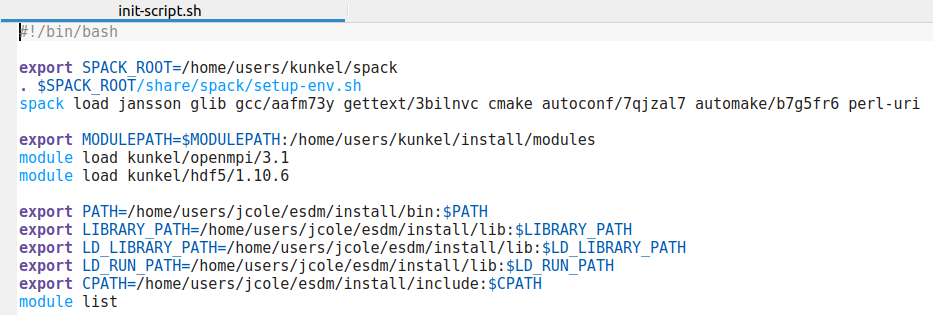 init-script.sh
#!/bin/bash
export SPACK_ROOT=/home/users/kunkel/spack
. $SPACK_ROOT/share/spack/setup-env.sh
spack load jansson glib gcc/aafm73y gettext/3bilnvc cmake autoconf/7qjzal7 automake/b7g5fr6 perl-uri
export MODULEPATH=$MODULEPATH:/home/users/kunkel/install/modules
module load kunkel/openmpi/3.1
module load kunkel/hdf5/1.10.6
export PATH=/home/users/jcole/esdm/install/bin:$PATH
export LIBRARY_PATH=/home/users/jcole/esdm/install/lib:$LIBRARY_PATH
export LD_LIBRARY_PATH=/home/users/jcole/esdm/install/lib:$LD_LIBRARY_PATH
export LD_RUN_PATH=/home/users/jcole/esdm/install/lib:$LD_RUN_PATH
export CPATH=/home/users/jcole/esdm/install/include:$CPATH
module list